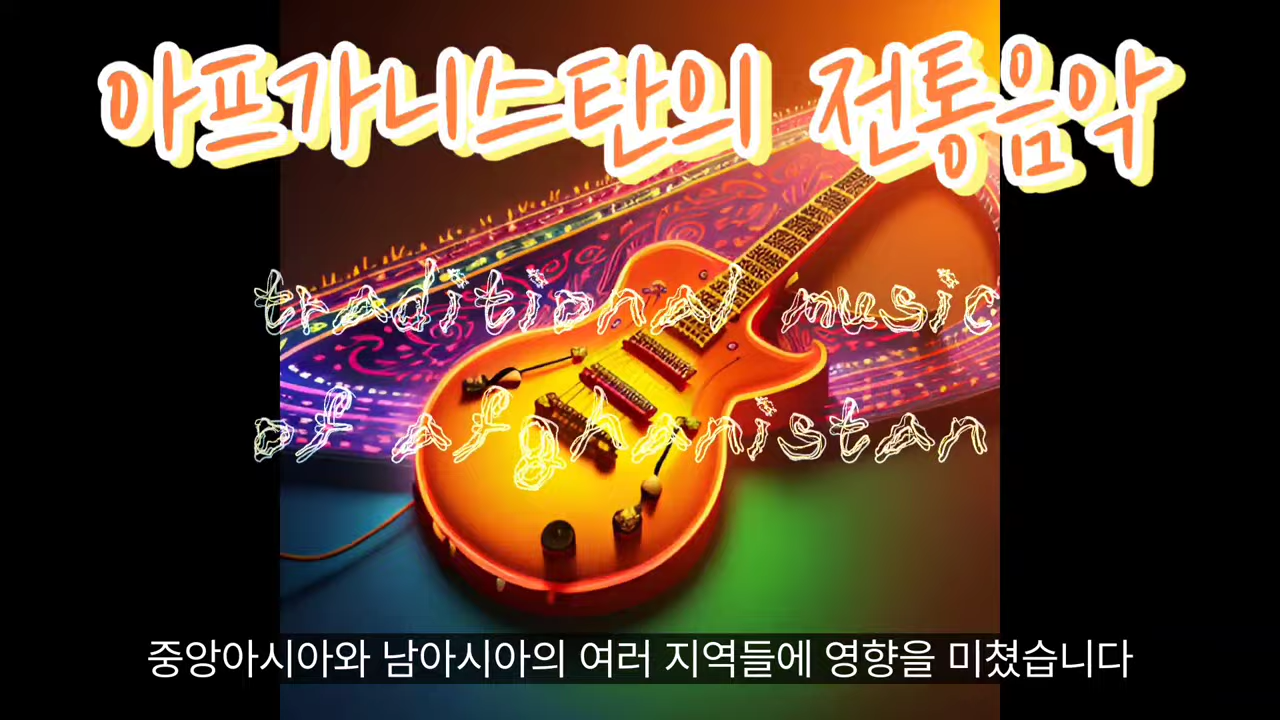 아프가니스탄의 전통음악
traditional music
of afghanistan
중앙아시아와 남아시아의 여러 지역들에 영향을 미쳤습니다